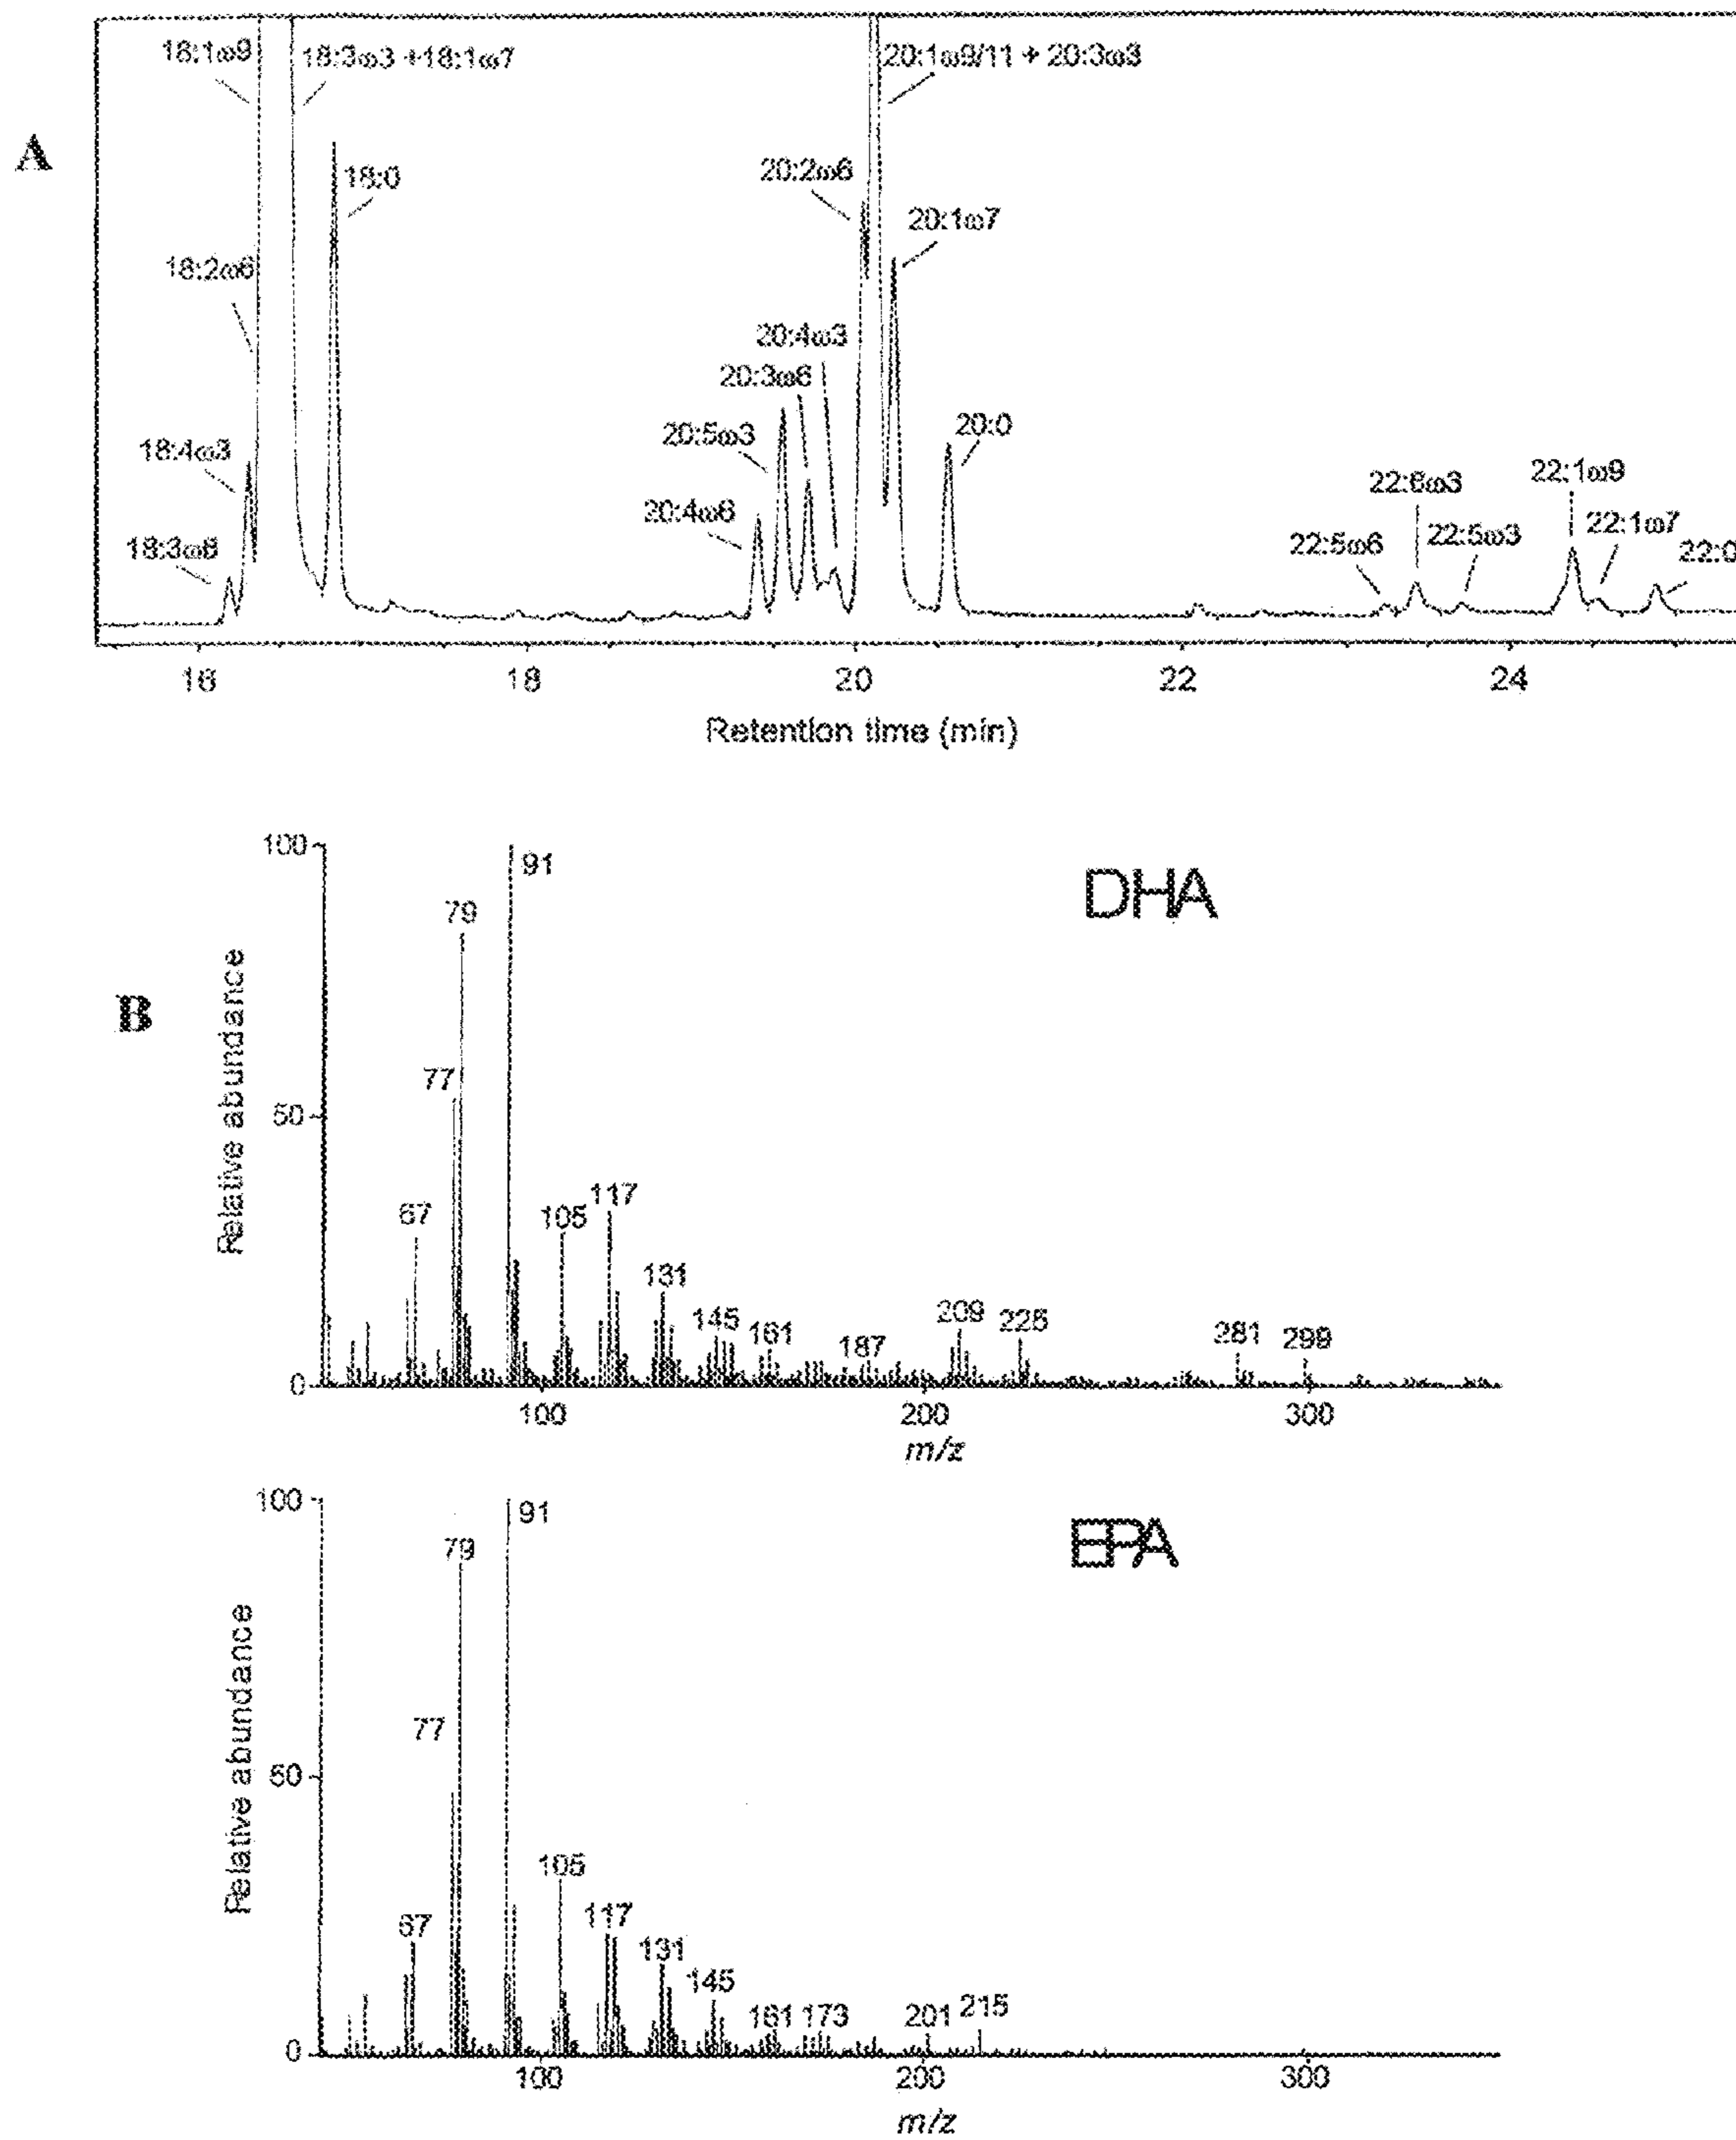 A
18:1ω9
18:3ω3 +18:1ω7
20:1ω9/11 + 20:3ω3
18:0
20:2ω6
20:1ω7
18:2ω6
20:4ω3
20:3ω6
20:5ω3
20:0
18:4ω3
20:4ω6
18:3ω6
22:6ω3
22:1ω9
22:5ω6
22:5ω3
22:1ω7
22:0
16 18 20 22 24
Retention time (min)
B
DHA
Relative abundance
100
50
0
67
77
79
91
105
117
131
145
161
187
209
225
281
299
100 200 300
m/z
EPA
Relative abundance
100
50
0
67
77
79
91
105
117
131
145
161
173
201
215
100 200 300
m/z